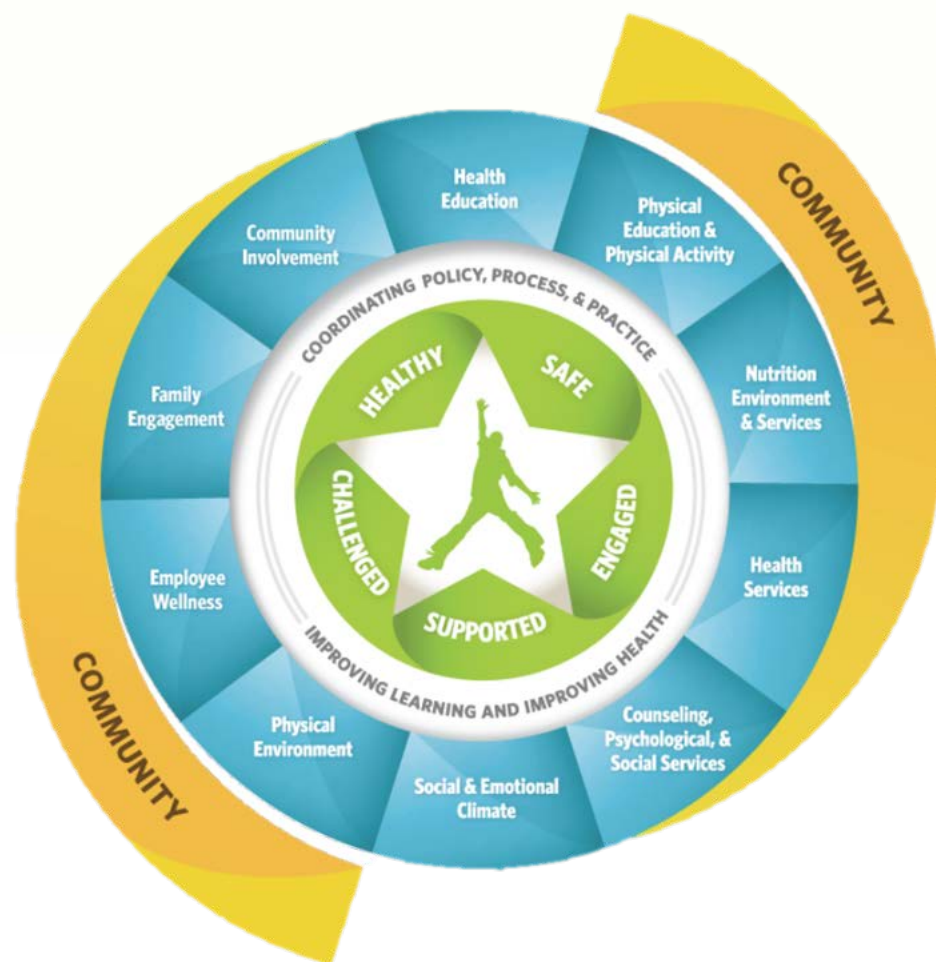 COMMUNITY
Health
Education
Physical
Education &
Physical Activity
Nutrition
Environment
& Services
Health
Services
Counseling,
Psychological, &
Social Services
Social & Emotional
Climate
Physical
Environment
Employee
Wellness
Family
Engagement
Community
Involvement
COORDINATING POLICY, PROCESS, & PRACTICE
IMPROVING LEARNING AND IMPROVING HEALTH
HEALTHY
SAFE
ENGAGED
SUPPORTED
CHALLENGED
COMMUNITY